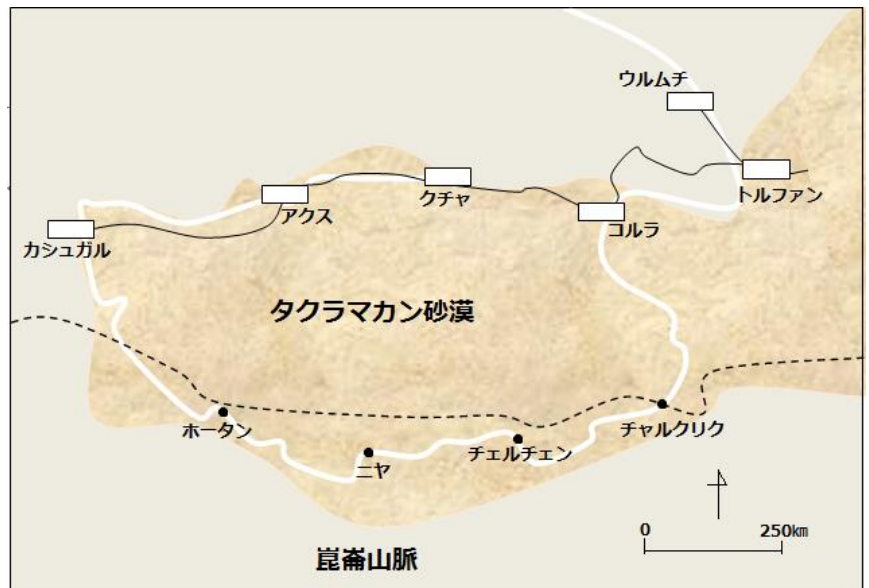 ウルムチ
トルファン
クチャ
アクス
コルラ
カシュガル
タクラマカン砂漠
ホータン
チャルクリク
チェルチェン
ニヤ
0 250㎞
崑崙山脈